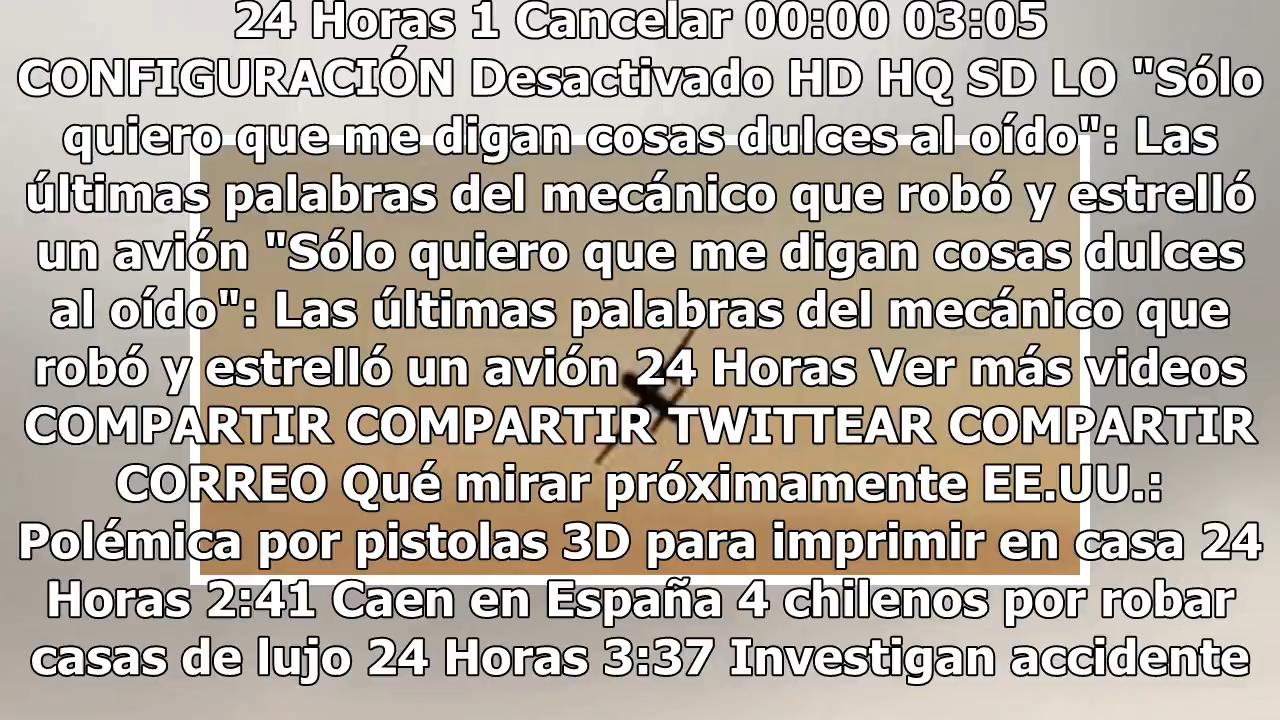 24 Horas 1 Cancelar 00:00 03:05
CONFIGURACIÓN Desactivado HD HQ SD LO "Sólo
quiero que me digan cosas dulces al oído": Las
últimas palabras del mecánico que robó y estrelló
un avión "Sólo quiero que me digan cosas dulces
al oído": Las últimas palabras del mecánico que
robó y estrelló un avión 24 Horas Ver más videos
COMPARTIR COMPARTIR TWITTEAR COMPARTIR
CORREO Qué mirar próximamente EE.UU.:
Polémica por pistolas 3D para imprimir en casa 24
Horas 2:41 Caen en España 4 chilenos por robar
casas de lujo 24 Horas 3:37 Investigan accidente